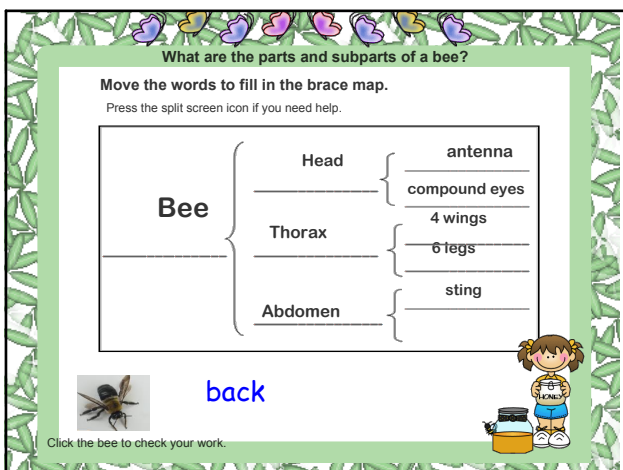 What are the parts and subparts of a bee?
Move the words to fill in the brace map.
Press the split screen icon if you need help.
Bee
Head
antenna
compound eyes
Thorax
4 wings
6 legs
Abdomen
sting
back
HONEY
Click the bee to check your work.